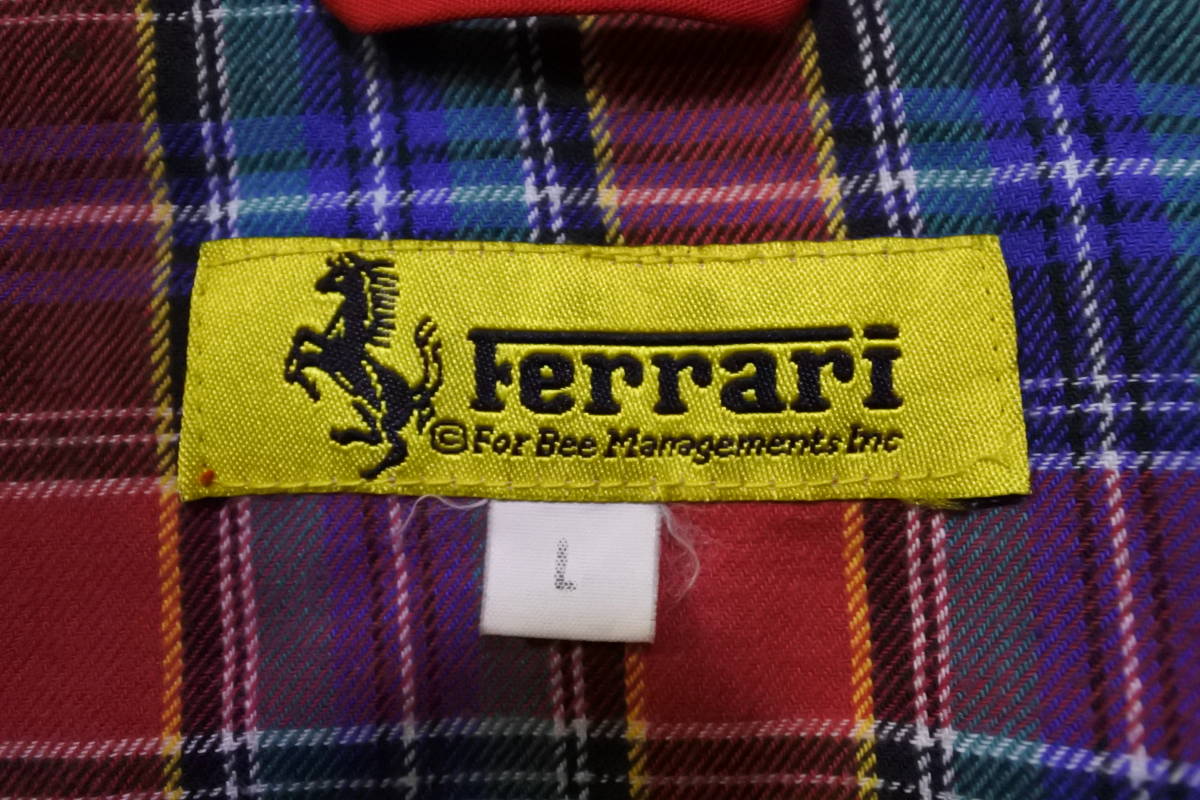 Ferrari
©For Bee Managements Inc
L